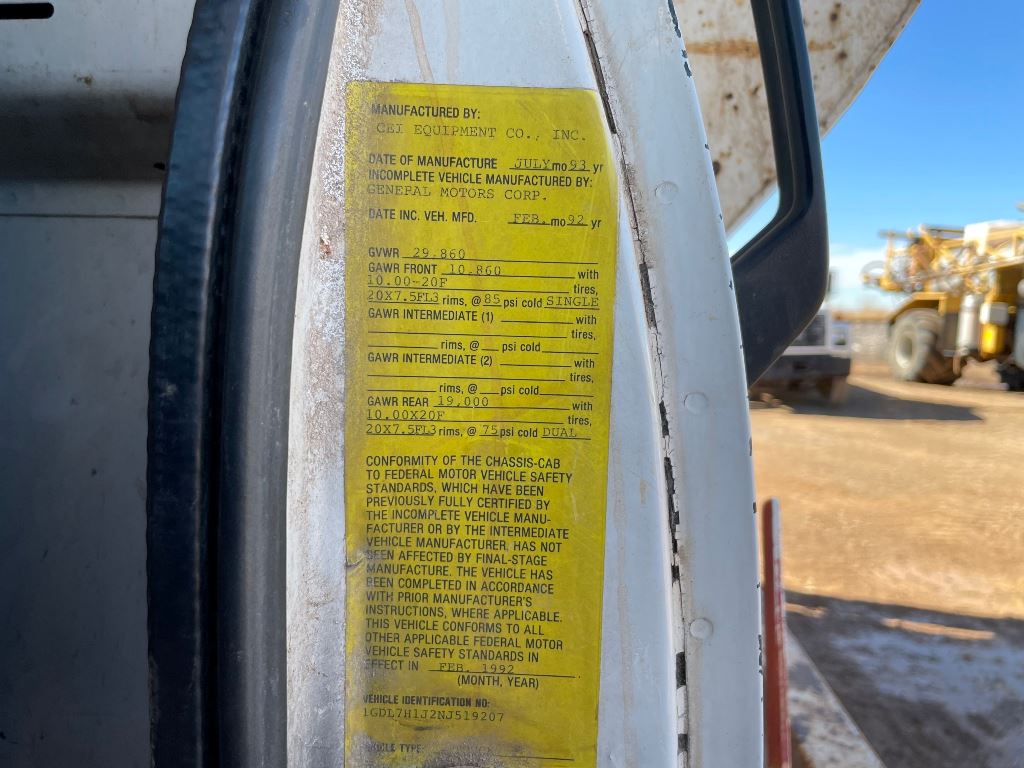 MANUFACTURED BY:
CEI EQUIPMENT CO., INC.
DATE OF MANUFACTURE JULY mo 93 yr
INCOMPLETE VEHICLE MANUFACTURED BY:
GENERAL MOTORS CORP.
DATE INC. VEH. MFD. FEB. mo 92 yr
GVWR 29.860
GAWR FRONT 10.860 with
10.00-20F tires,
20X7.5FL3 rims, @ 85 psi cold SINGLE
GAWR INTERMEDIATE (1) with
tires,
rims, @ psi cold
GAWR INTERMEDIATE (2) with
tires,
rims, @ psi cold
GAWR REAR 19,000 with
10.00X20F tires,
20X7.5FL3 rims, @ 75 psi cold DUAL
CONFORMITY OF THE CHASSIS-CAB
TO FEDERAL MOTOR VEHICLE SAFETY
STANDARDS, WHICH HAVE BEEN
PREVIOUSLY FULLY CERTIFIED BY
THE INCOMPLETE VEHICLE MANU-
FACTURER OR BY THE INTERMEDIATE
VEHICLE MANUFACTURER, HAS NOT
BEEN AFFECTED BY FINAL-STAGE
MANUFACTURE. THE VEHICLE HAS
BEEN COMPLETED IN ACCORDANCE
WITH PRIOR MANUFACTURER'S
INSTRUCTIONS, WHERE APPLICABLE.
THIS VEHICLE CONFORMS TO ALL
OTHER APPLICABLE FEDERAL MOTOR
VEHICLE SAFETY STANDARDS IN
EFFECT IN FEB. 1992
(MONTH, YEAR)
VEHICLE IDENTIFICATION NO:
1GDL7H1J2NJ519207
VEHICLE TYPE: